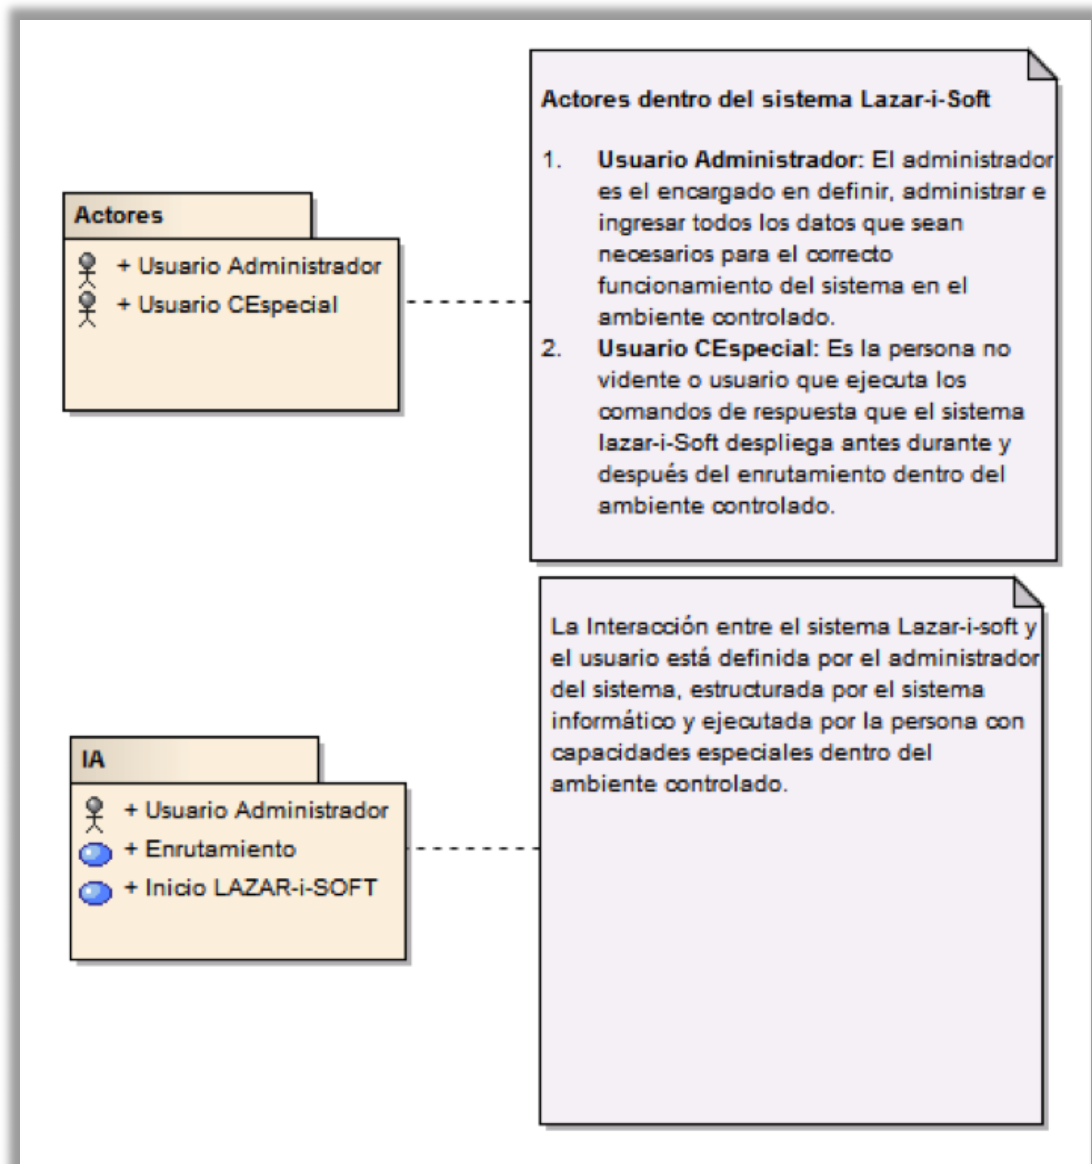 Actores
+ Usuario Administrador
+ Usuario CEspecial
Actores dentro del sistema Lazar-i-Soft
1. Usuario Administrador: El administrador
es el encargado en definir, administrar e
ingresar todos los datos que sean
necesarios para el correcto
funcionamiento del sistema en el
ambiente controlado.
2. Usuario CEspecial: Es la persona no
vidente o usuario que ejecuta los
comandos de respuesta que el sistema
lazar-i-Soft despliega antes durante y
después del enrutamiento dentro del
ambiente controlado.
IA
+ Usuario Administrador
+ Enrutamiento
+ Inicio LAZAR-i-SOFT
La Interacción entre el sistema Lazar-i-soft y
el usuario está definida por el administrador
del sistema, estructurada por el sistema
informático y ejecutada por la persona con
capacidades especiales dentro del
ambiente controlado.